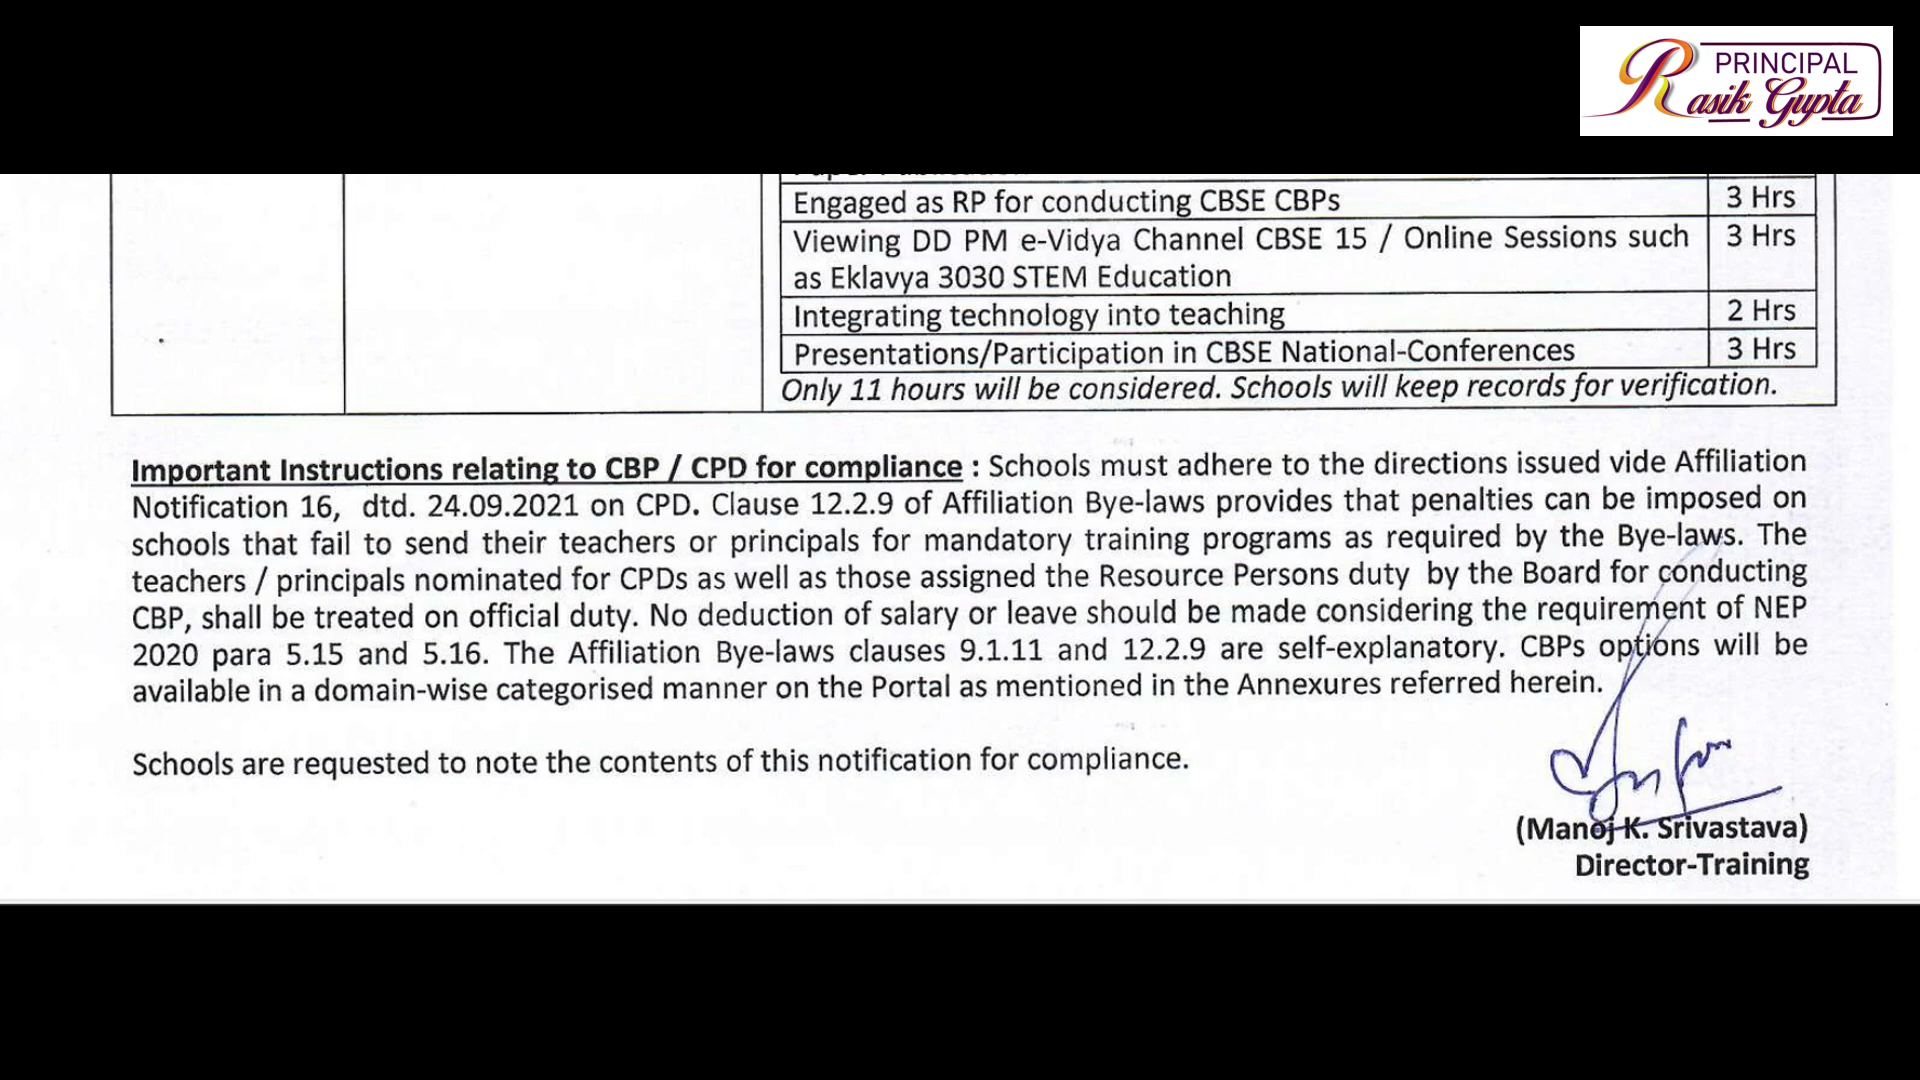 PRINCIPAL
Rasik Gupta
Engaged as RP for conducting CBSE CBPs 3 Hrs
Viewing DD PM e-Vidya Channel CBSE 15 / Online Sessions such 3 Hrs
as Eklavya 3030 STEM Education
Integrating technology into teaching 2 Hrs
Presentations/Participation in CBSE National-Conferences 3 Hrs
Only 11 hours will be considered. Schools will keep records for verification.
Important Instructions relating to CBP / CPD for compliance : Schools must adhere to the directions issued vide Affiliation
Notification 16, dtd. 24.09.2021 on CPD. Clause 12.2.9 of Affiliation Bye-laws provides that penalties can be imposed on
schools that fail to send their teachers or principals for mandatory training programs as required by the Bye-laws. The
teachers / principals nominated for CPDs as well as those assigned the Resource Persons duty by the Board for conducting
CBP, shall be treated on official duty. No deduction of salary or leave should be made considering the requirement of NEP
2020 para 5.15 and 5.16. The Affiliation Bye-laws clauses 9.1.11 and 12.2.9 are self-explanatory. CBPs options will be
available in a domain-wise categorised manner on the Portal as mentioned in the Annexures referred herein.
Schools are requested to note the contents of this notification for compliance.
(Manoj K. Srivastava)
Director-Training